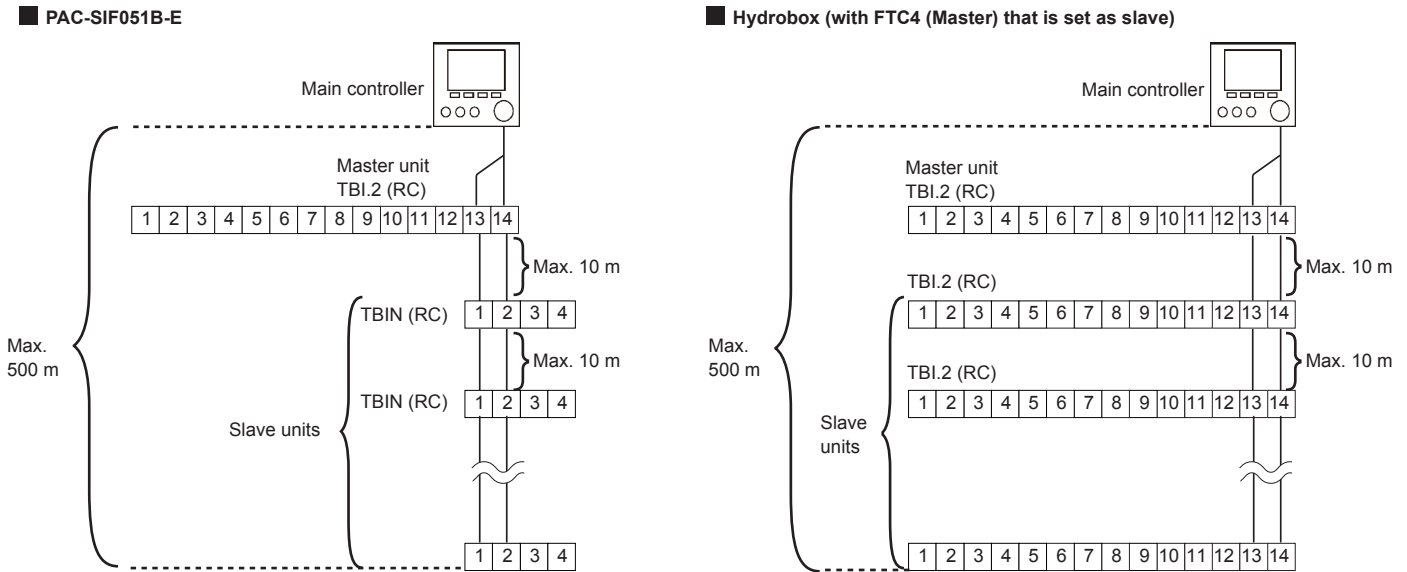 PAC-SIF051B-E
Main controller
Master unit
TBI.2 (RC)
1 2 3 4 5 6 7 8 9 10 11 12 13 14
Max. 10 m
TBIN (RC)
1 2 3 4
Max. 10 m
TBIN (RC)
1 2 3 4
Max.
500 m
Slave units
1 2 3 4
Hydrobox (with FTC4 (Master) that is set as slave)
Main controller
Master unit
TBI.2 (RC)
1 2 3 4 5 6 7 8 9 10 11 12 13 14
Max. 10 m
TBI.2 (RC)
1 2 3 4 5 6 7 8 9 10 11 12 13 14
Max. 10 m
Max.
500 m
TBI.2 (RC)
1 2 3 4 5 6 7 8 9 10 11 12 13 14
Slave
units
1 2 3 4 5 6 7 8 9 10 11 12 13 14